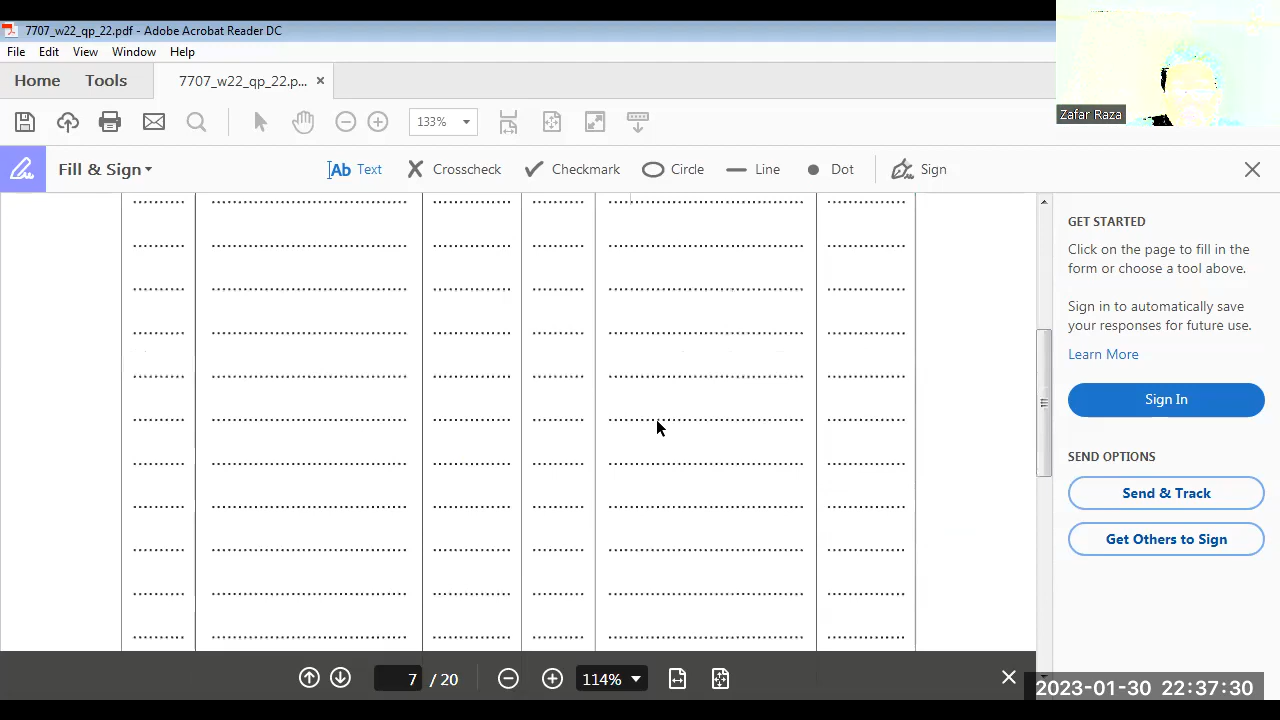 7707_w22_qp_22.pdf - Adobe Acrobat Reader DC
File Edit View Window Help
Home Tools 7707_w22_qp_22.p... ×
133%
Fill & Sign Ab Text Crosscheck Checkmark Circle Line Dot Sign
Zafar Raza
GET STARTED
Click on the page to fill in the
form or choose a tool above.
Sign in to automatically save
your responses for future use.
Learn More
Sign In
SEND OPTIONS
Send & Track
Get Others to Sign
7 / 20 114%
2023-01-30 22:37:30